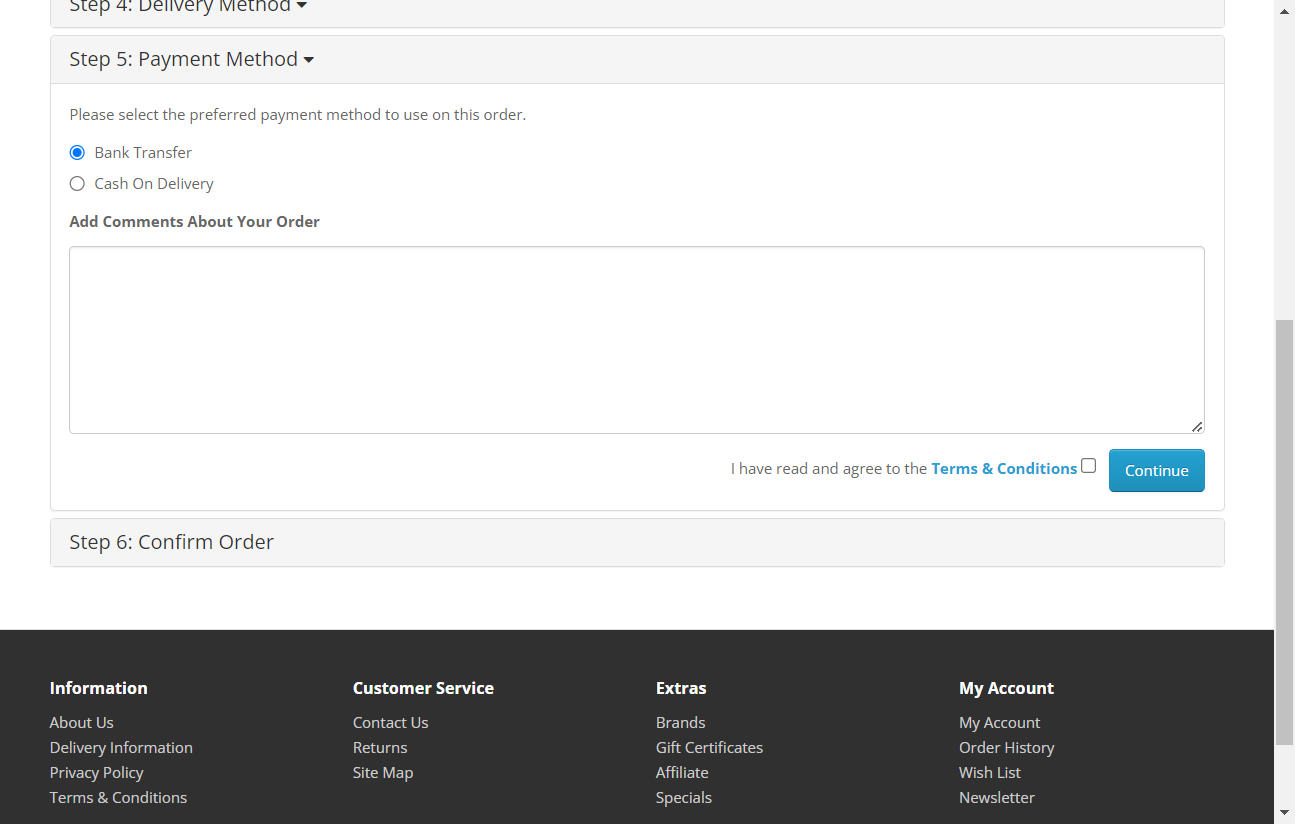 Step 4: Delivery Method
Step 5: Payment Method
Please select the preferred payment method to use on this order.
Bank Transfer
Cash On Delivery
Add Comments About Your Order
I have read and agree to the Terms & Conditions
Continue
Step 6: Confirm Order
Information
About Us
Delivery Information
Privacy Policy
Terms & Conditions
Customer Service
Contact Us
Returns
Site Map
Extras
Brands
Gift Certificates
Affiliate
Specials
My Account
My Account
Order History
Wish List
Newsletter